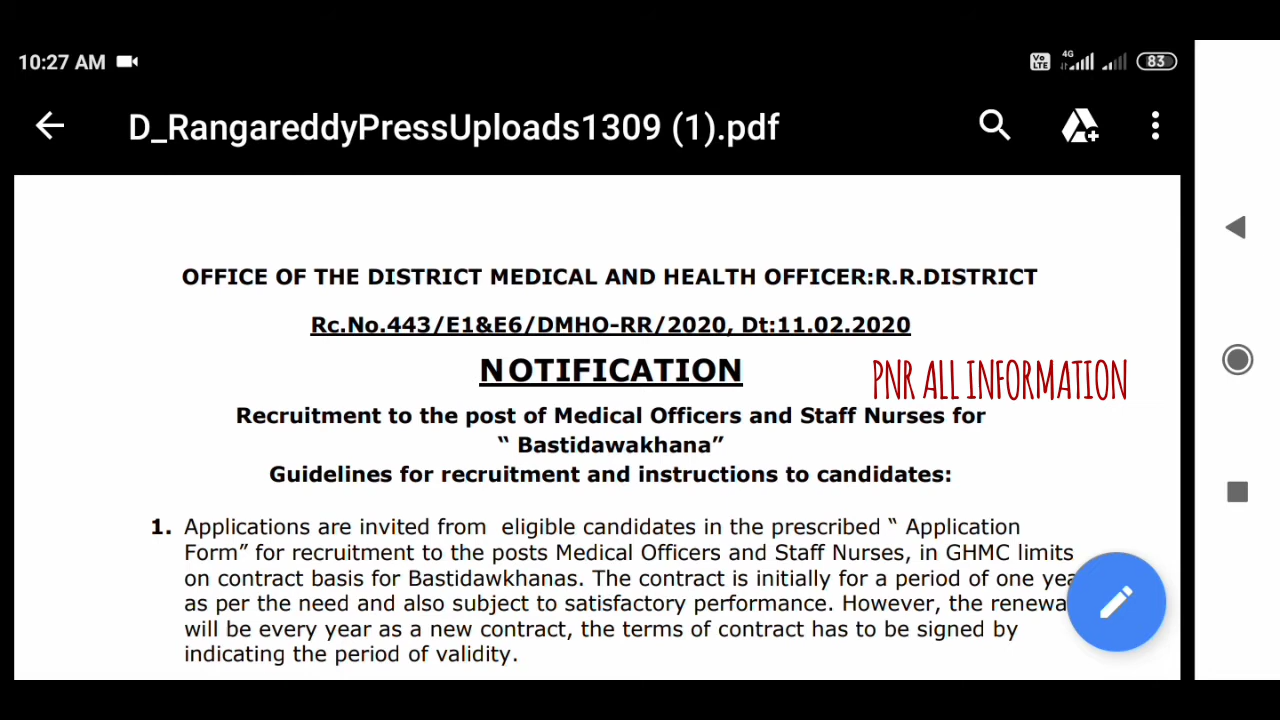 10:27 AM
Vo LTE 4G 83
D_RangareddyPressUploads1309 (1).pdf
OFFICE OF THE DISTRICT MEDICAL AND HEALTH OFFICER:R.R.DISTRICT
Rc.No.443/E1&E6/DMHO-RR/2020, Dt:11.02.2020
NOTIFICATION
PNR ALL INFORMATION
Recruitment to the post of Medical Officers and Staff Nurses for
“ Bastidawakhana”
Guidelines for recruitment and instructions to candidates:
1. Applications are invited from eligible candidates in the prescribed “ Application
Form” for recruitment to the posts Medical Officers and Staff Nurses, in GHMC limits
on contract basis for Bastidawkhanas. The contract is initially for a period of one yea
as per the need and also subject to satisfactory performance. However, the renewa
will be every year as a new contract, the terms of contract has to be signed by
indicating the period of validity.